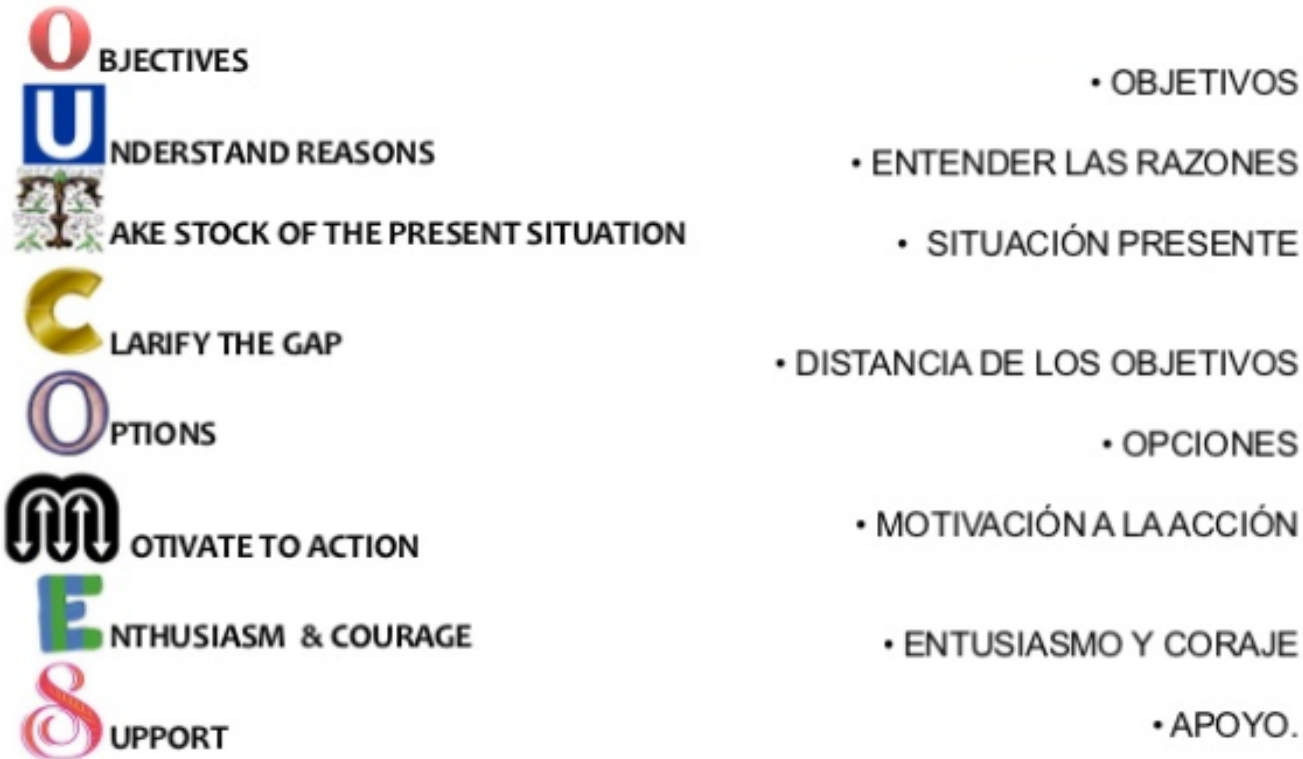 OBJECTIVES
• OBJETIVOS
UNDERSTAND REASONS
• ENTENDER LAS RAZONES
TAKE STOCK OF THE PRESENT SITUATION
• SITUACIÓN PRESENTE
CLARIFY THE GAP
• DISTANCIA DE LOS OBJETIVOS
OPTIONS
• OPCIONES
MOTIVATE TO ACTION
• MOTIVACIÓN A LA ACCIÓN
ENTHUSIASM & COURAGE
• ENTUSIASMO Y CORAJE
SUPPORT
• APOYO.